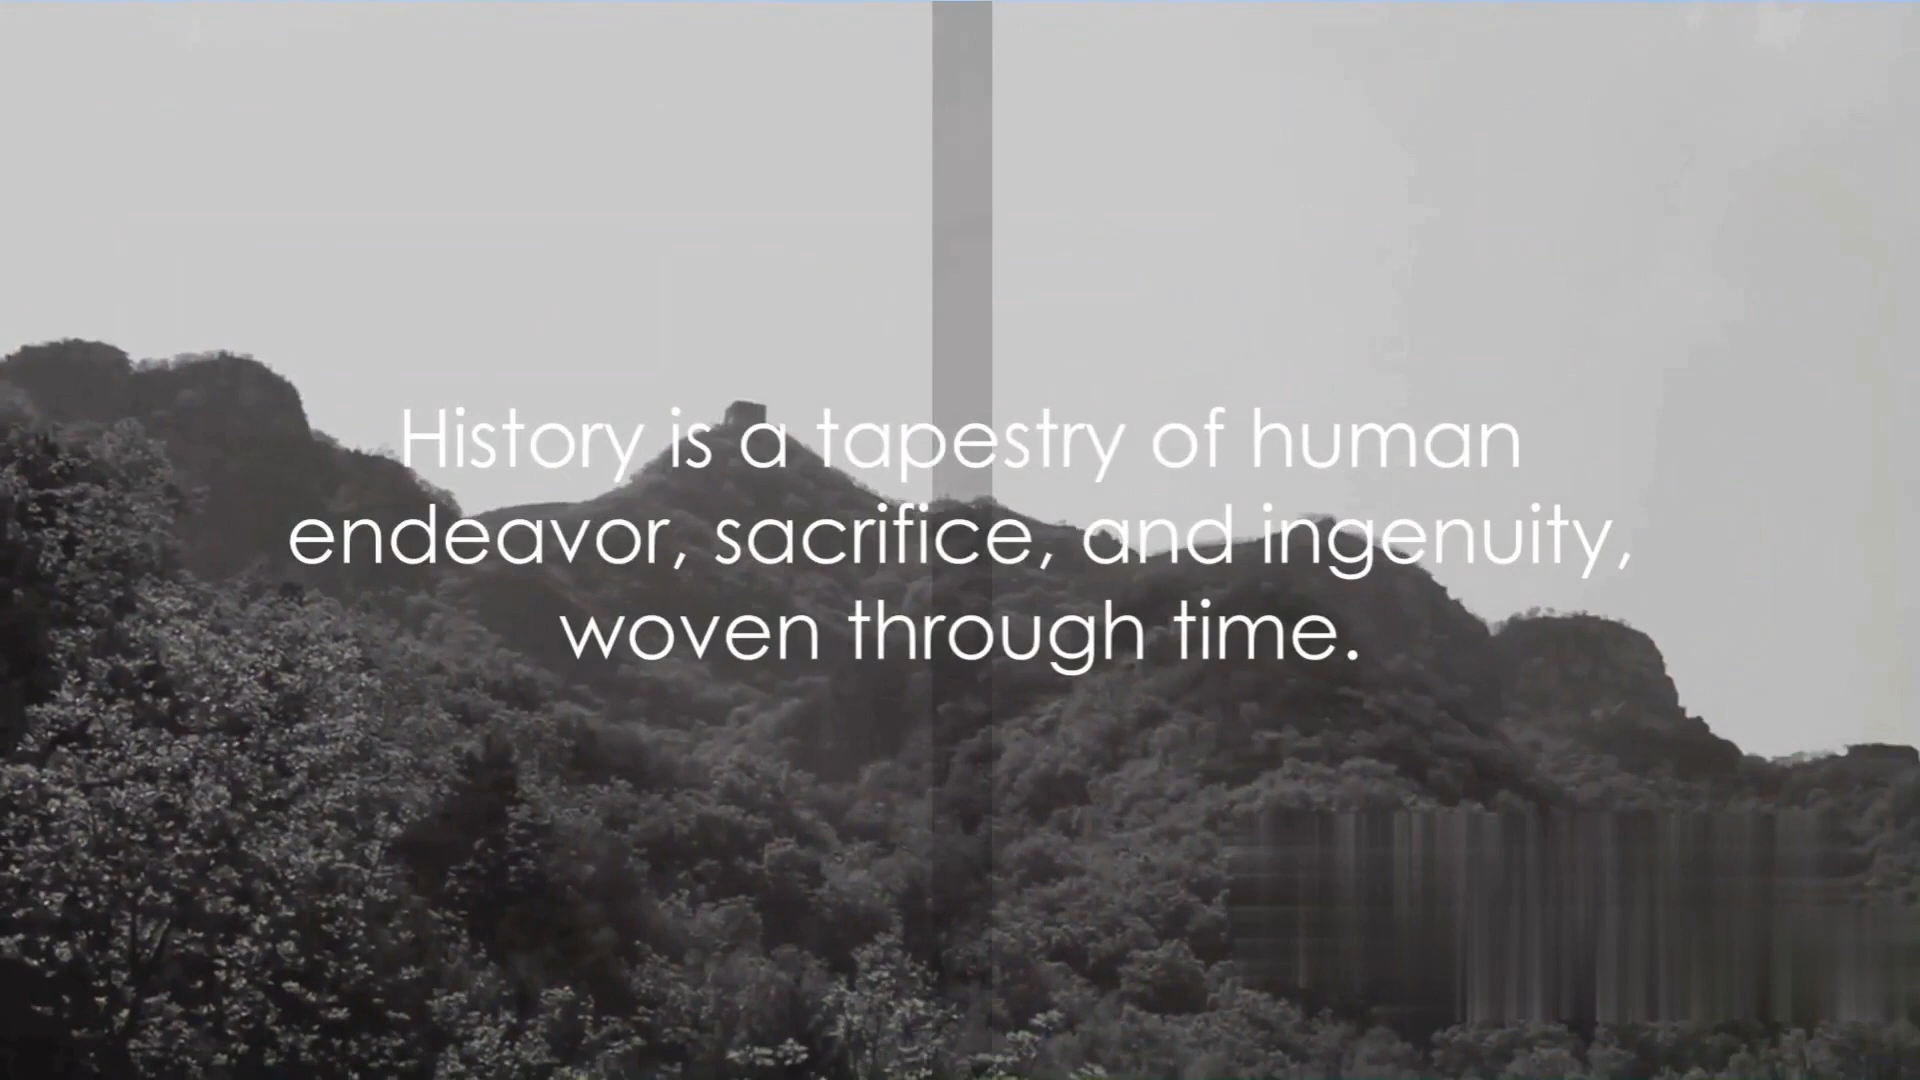 History is a tapestry of human
endeavor, sacrifice, and ingenuity,
woven through time.